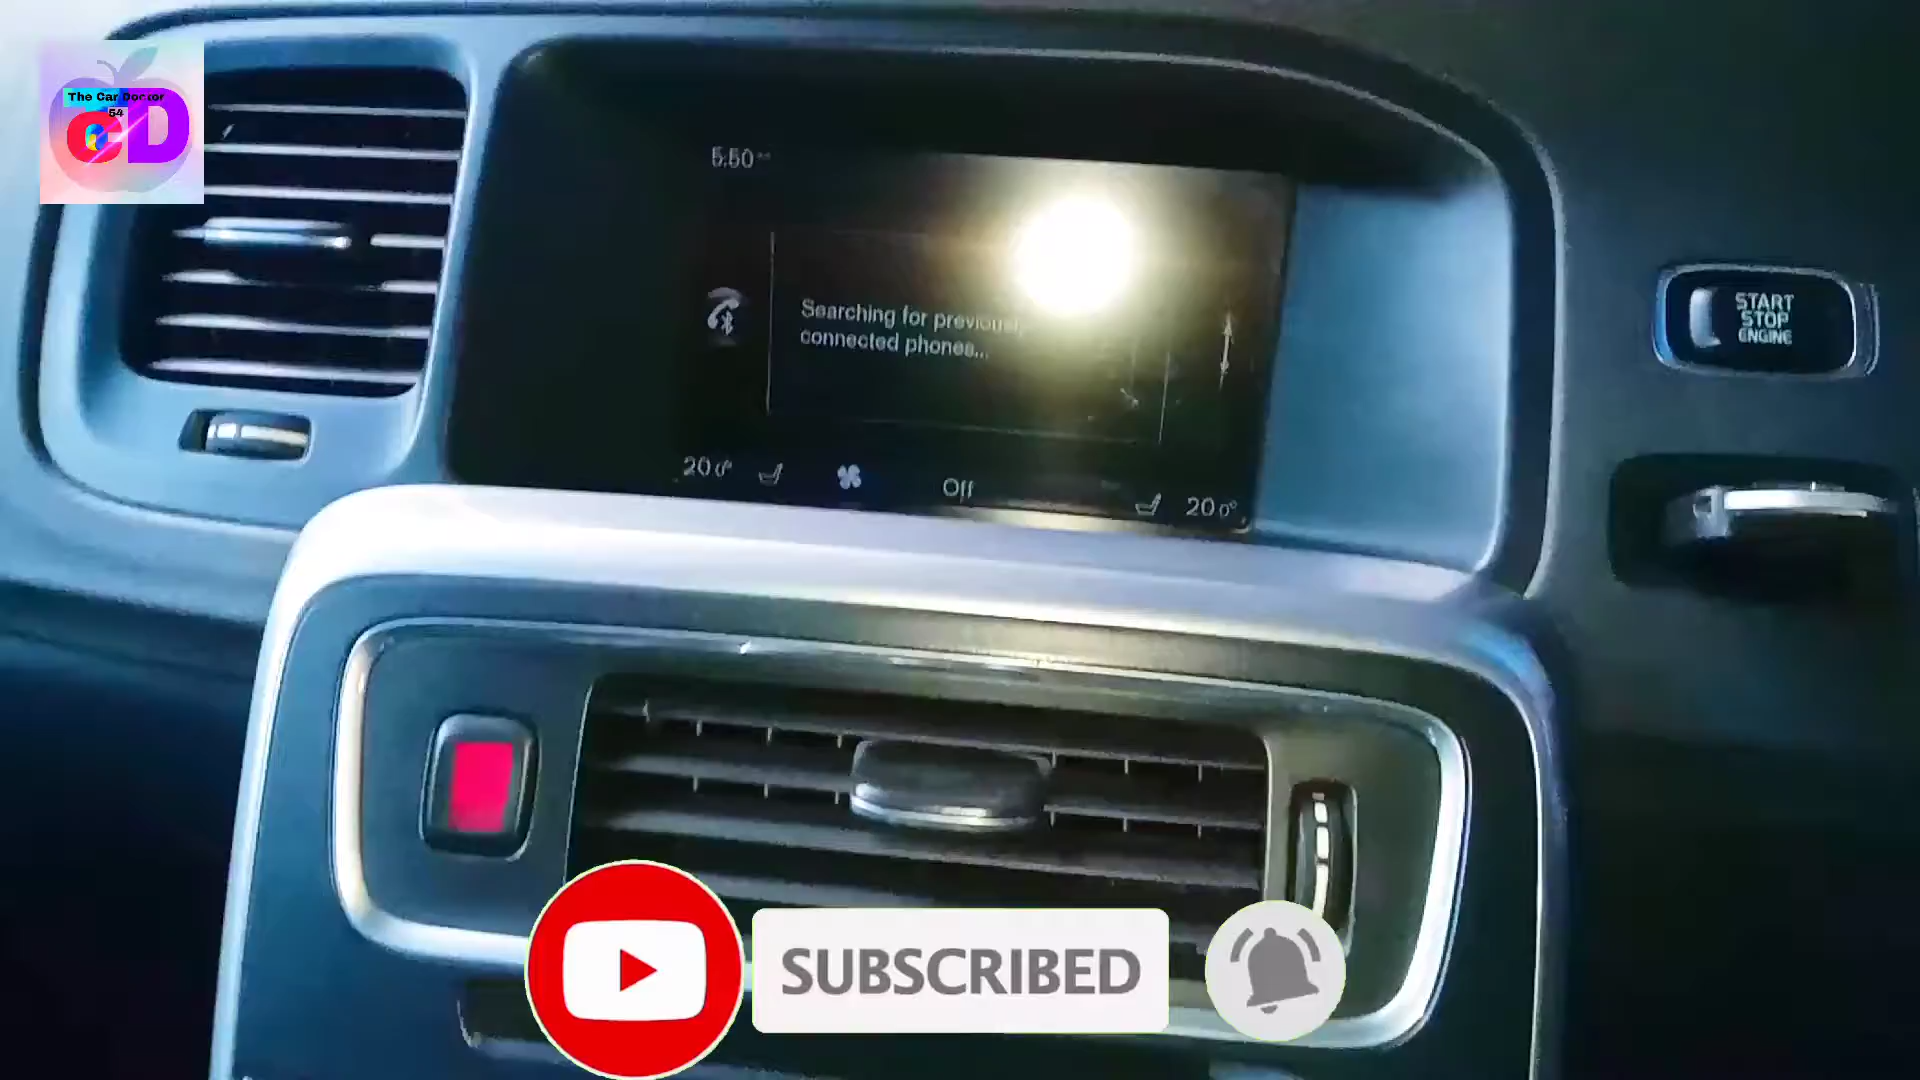 The Car Doctor
54
5:50
Searching for previously
connected phones...
20.0°
Off
20.0°
START
STOP
ENGINE
SUBSCRIBED